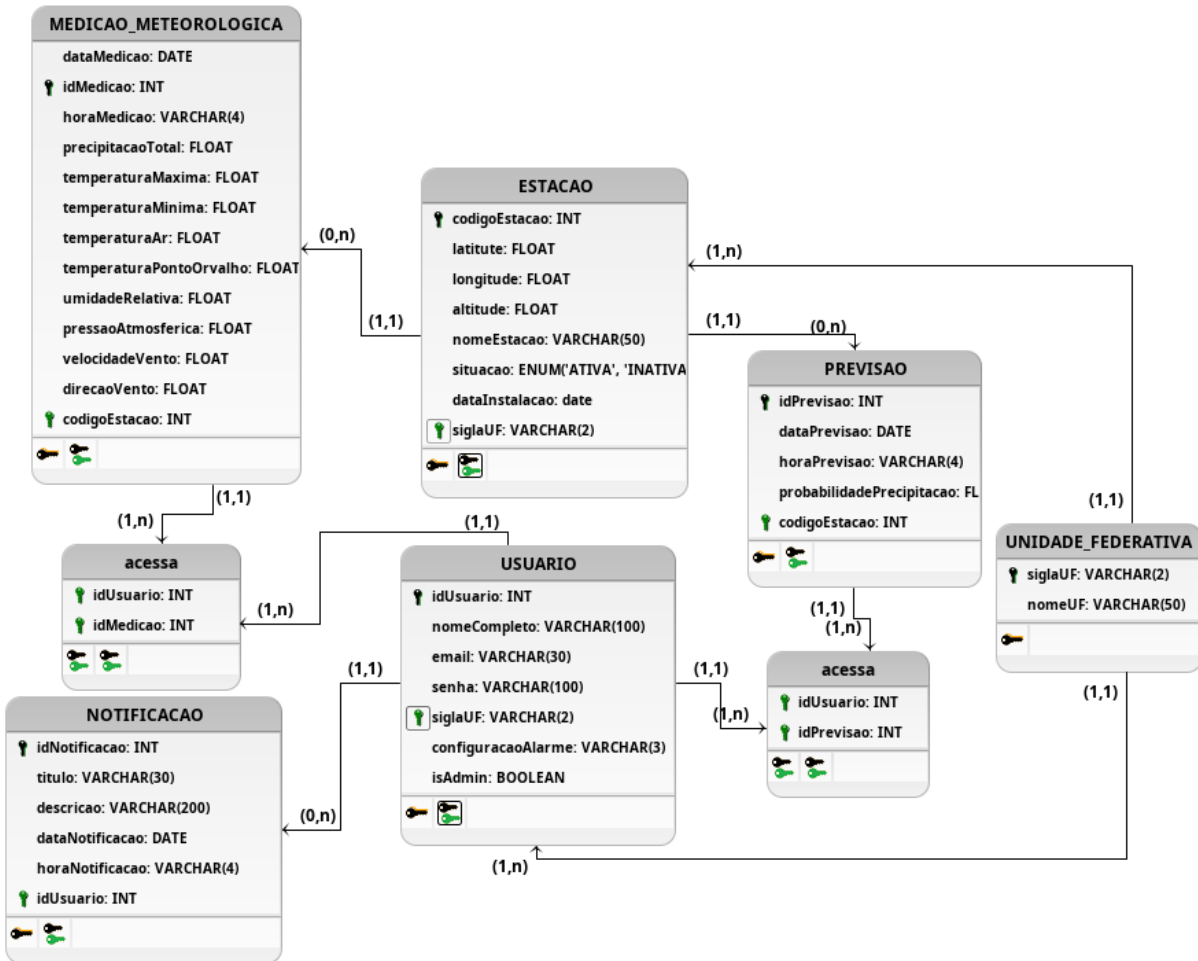 MEDICAO_METEOROLOGICA
dataMedicao: DATE
idMedicao: INT
horaMedicao: VARCHAR(4)
precipitacaoTotal: FLOAT
temperaturaMaxima: FLOAT
temperaturaMinima: FLOAT
temperaturaAr: FLOAT
temperaturaPontoOrvalho: FLOAT
umidadeRelativa: FLOAT
pressaoAtmosferica: FLOAT
velocidadeVento: FLOAT
direcaoVento: FLOAT
codigoEstacao: INT
(0,n)
(1,1)
ESTACAO
codigoEstacao: INT
latitute: FLOAT
longitude: FLOAT
altitude: FLOAT
nomeEstacao: VARCHAR(50)
situacao: ENUM('ATIVA', 'INATIVA
dataInstalacao: date
siglaUF: VARCHAR(2)
(1,n)
(1,1)
(0,n)
PREVISAO
idPrevisao: INT
dataPrevisao: DATE
horaPrevisao: VARCHAR(4)
probabilidadePrecipitacao: FL
codigoEstacao: INT
(1,1)
UNIDADE_FEDERATIVA
siglaUF: VARCHAR(2)
nomeUF: VARCHAR(50)
(1,1)
(1,1)
(1,n)
acessa
idUsuario: INT
idMedicao: INT
(1,1)
(1,n)
USUARIO
idUsuario: INT
nomeCompleto: VARCHAR(100)
email: VARCHAR(30)
senha: VARCHAR(100)
siglaUF: VARCHAR(2)
configuracaoAlarme: VARCHAR(3)
isAdmin: BOOLEAN
(1,1)
(1,n)
(1,1)
(1,n)
acessa
idUsuario: INT
idPrevisao: INT
(1,1)
(0,n)
(1,n)
NOTIFICACAO
idNotificacao: INT
titulo: VARCHAR(30)
descricao: VARCHAR(200)
dataNotificacao: DATE
horaNotificacao: VARCHAR(4)
idUsuario: INT